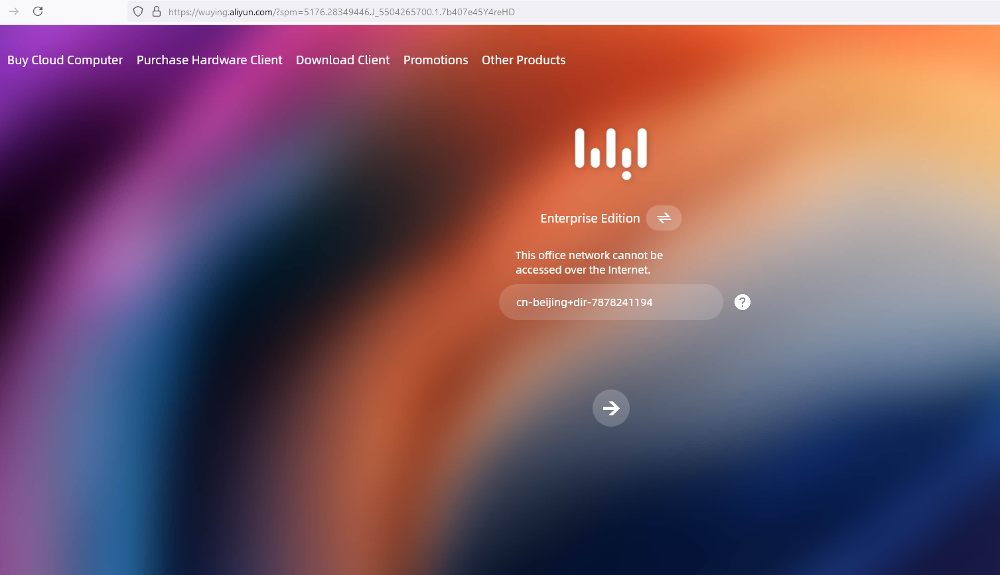 https://wuying.aliyun.com/?spm=5176.28349446.J_5504265700.1.7b407e45Y4reHD
Buy Cloud Computer Purchase Hardware Client Download Client Promotions Other Products
Enterprise Edition
This office network cannot be
accessed over the Internet.
cn-beijing+dir-7878241194
?